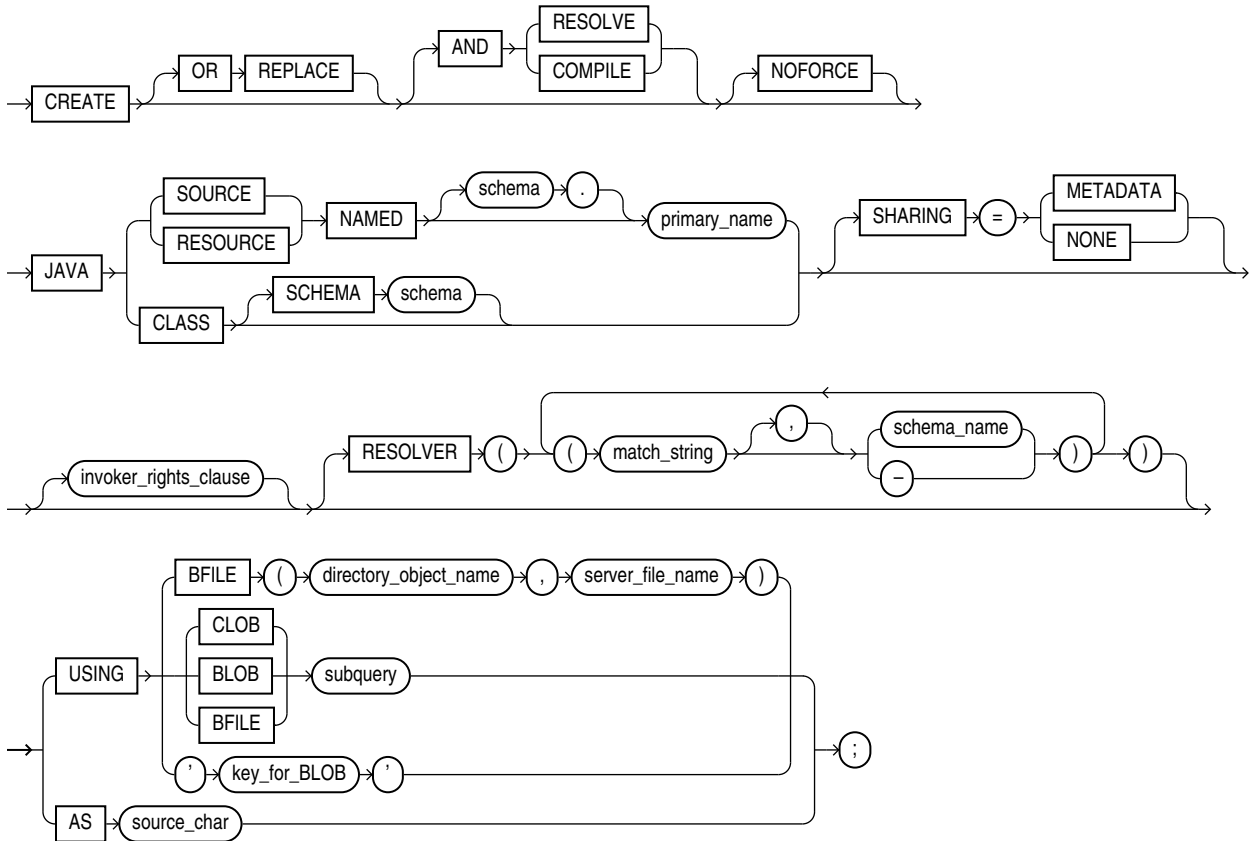 RESOLVE
AND
OR REPLACE COMPILE NOFORCE
CREATE
SOURCE schema . METADATA
NAMED SHARING =
RESOURCE primary_name NONE
JAVA
SCHEMA schema
CLASS
,
RESOLVER ( ( match_string schema_name ) )
invoker_rights_clause –
BFILE ( directory_object_name , server_file_name )
CLOB
USING BLOB subquery
BFILE
;
' key_for_BLOB '
AS source_char